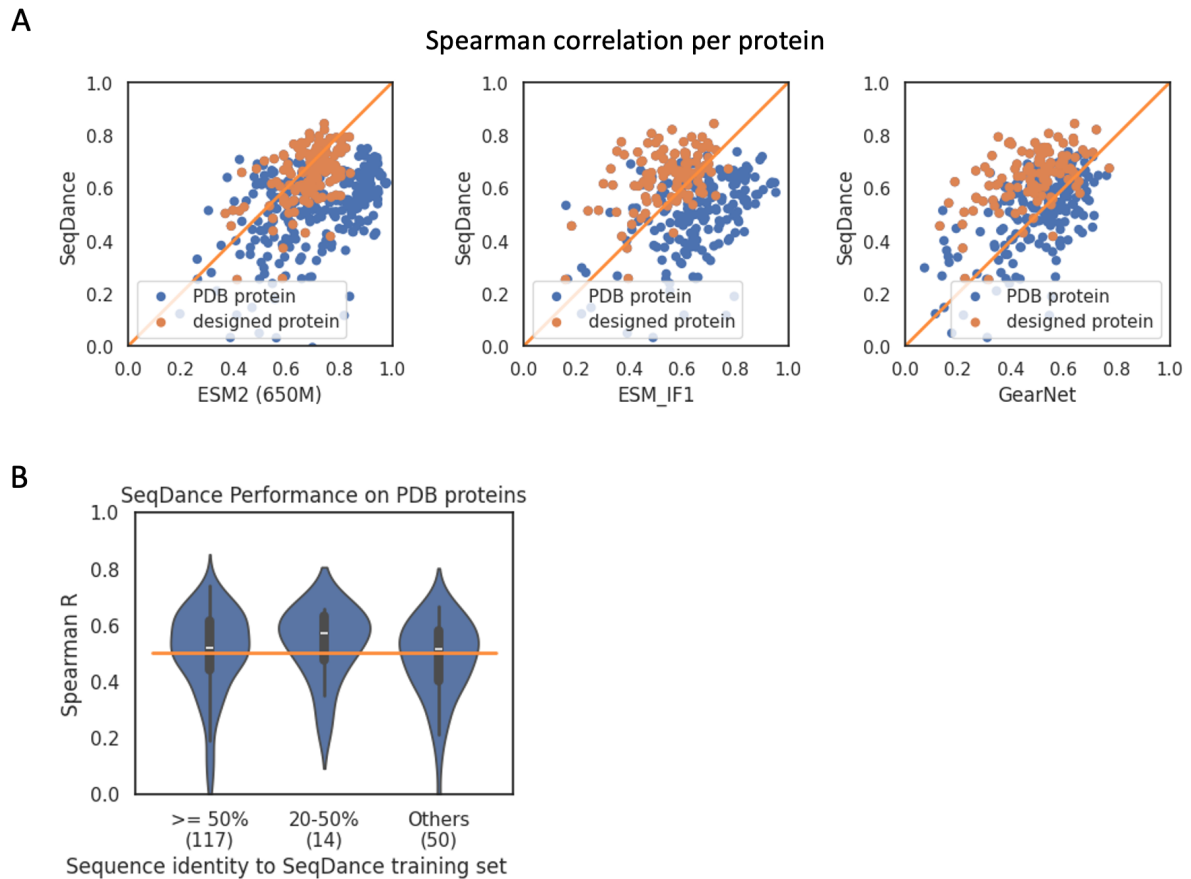 A
Spearman correlation per protein
1.0
0.8
0.6
0.4
0.2
0.0
SeqDance
PDB protein
designed protein
0.0 0.2 0.4 0.6 0.8 1.0
ESM2 (650M)
1.0
0.8
0.6
0.4
0.2
0.0
SeqDance
PDB protein
designed protein
0.0 0.2 0.4 0.6 0.8 1.0
ESM_IF1
1.0
0.8
0.6
0.4
0.2
0.0
SeqDance
PDB protein
designed protein
0.0 0.2 0.4 0.6 0.8 1.0
GearNet
B
SeqDance Performance on PDB proteins
1.0
0.8
0.6
0.4
0.2
0.0
Spearman R
>= 50% 20-50% Others
(117) (14) (50)
Sequence identity to SeqDance training set